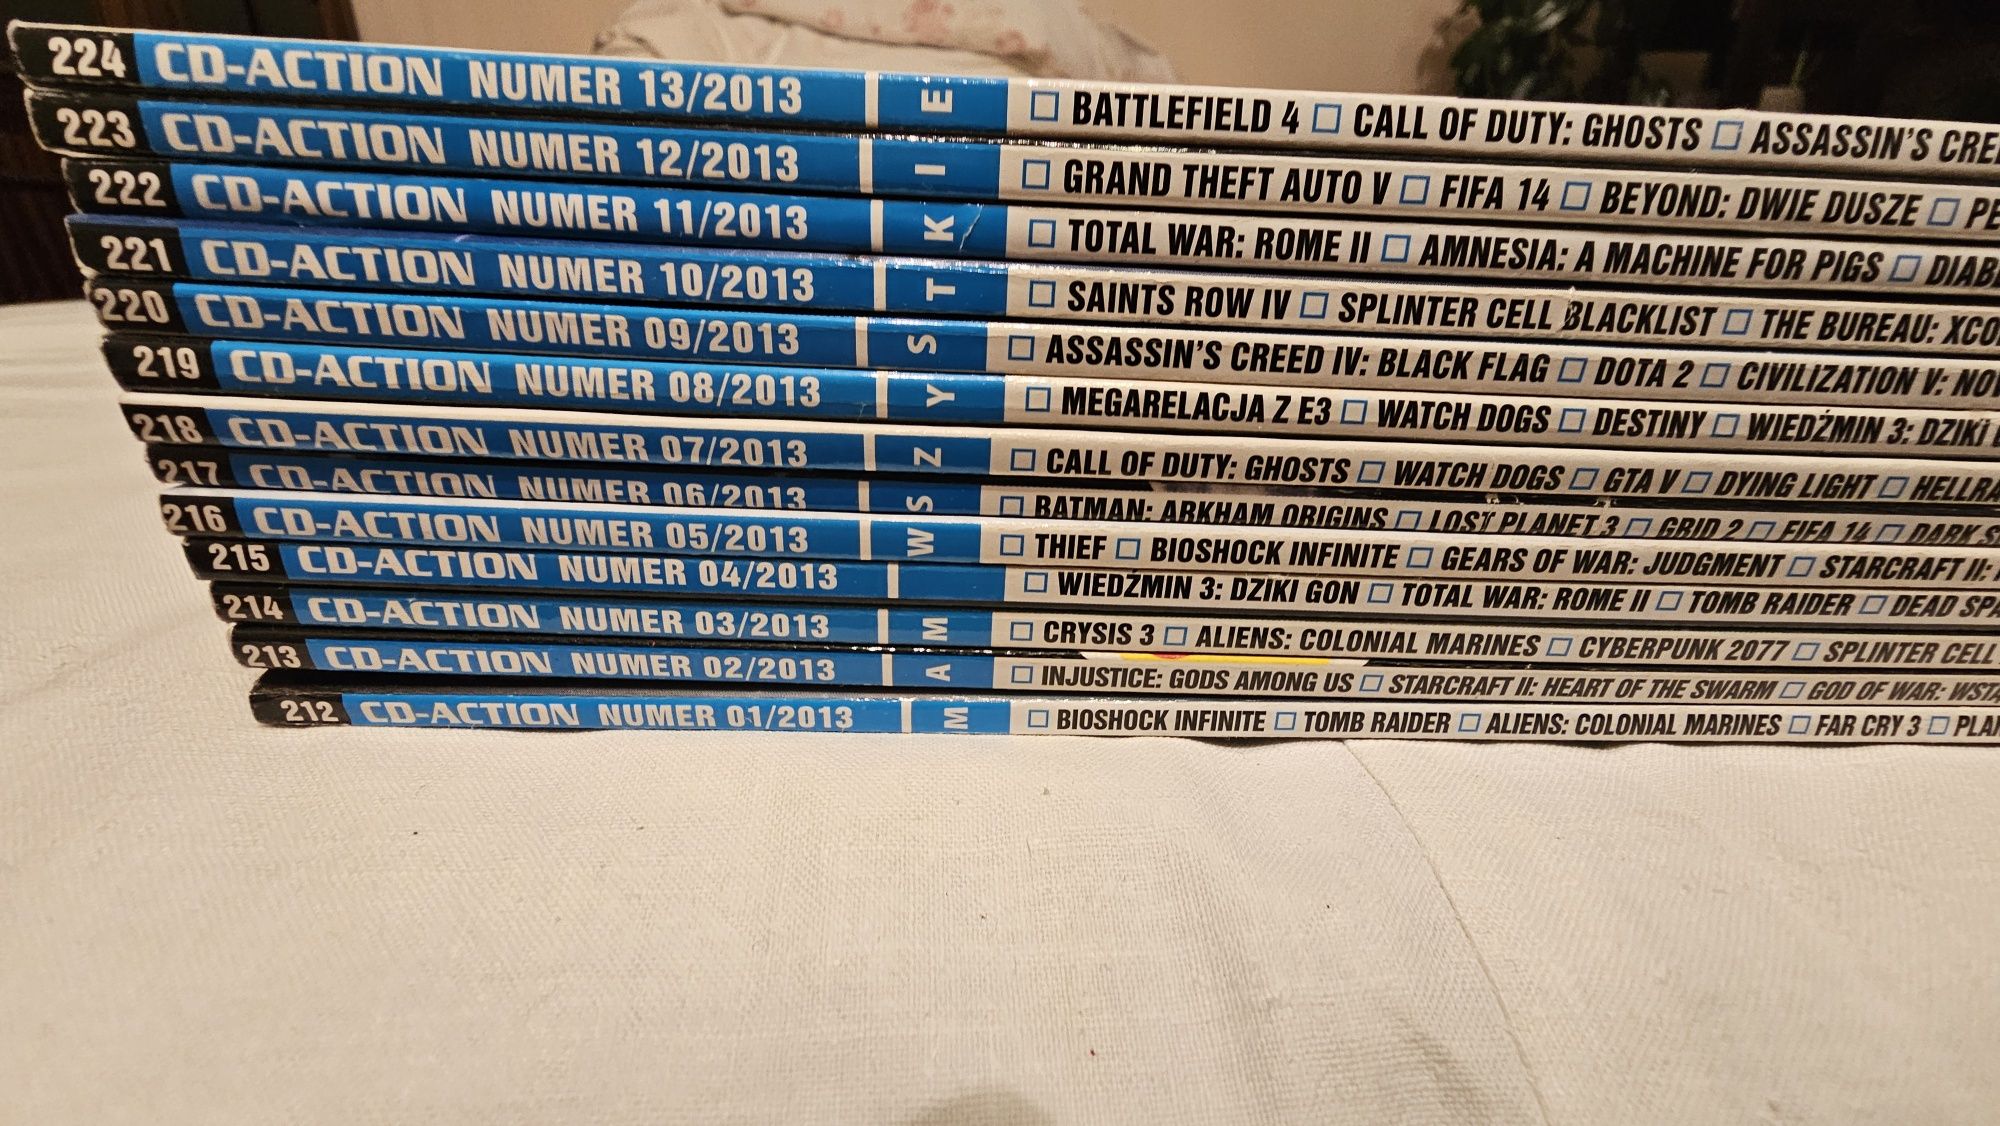 224 CD-ACTION NUMER 13/2013 E □ BATTLEFIELD 4 □ CALL OF DUTY: GHOSTS □ ASSASSIN'S CREE
223 CD-ACTION NUMER 12/2013 I □ GRAND THEFT AUTO V □ FIFA 14 □ BEYOND: DWIE DUSZE □ PE
222 CD-ACTION NUMER 11/2013 K □ TOTAL WAR: ROME II □ AMNESIA: A MACHINE FOR PIGS □ DIAB
221 CD-ACTION NUMER 10/2013 T □ SAINTS ROW IV □ SPLINTER CELL BLACKLIST □ THE BUREAU: XCO
220 CD-ACTION NUMER 09/2013 S □ ASSASSIN'S CREED IV: BLACK FLAG □ DOTA 2 □ CIVILIZATION V: NO
219 CD-ACTION NUMER 08/2013 Y □ MEGARELACJA Z E3 □ WATCH DOGS □ DESTINY □ WIEDŹMIN 3: DZIKI
218 CD-ACTION NUMER 07/2013 Z □ CALL OF DUTY: GHOSTS □ WATCH DOGS □ GTA V □ DYING LIGHT □ HELLRA
217 CD-ACTION NUMER 06/2013 S □ BATMAN: ARKHAM ORIGINS □ LOST PLANET 3 □ GRID 2 □ FIFA 14 □ DARK S
216 CD-ACTION NUMER 05/2013 W □ THIEF □ BIOSHOCK INFINITE □ GEARS OF WAR: JUDGMENT □ STARCRAFT II:
215 CD-ACTION NUMER 04/2013 □ WIEDŹMIN 3: DZIKI GON □ TOTAL WAR: ROME II □ TOMB RAIDER □ DEAD SPA
214 CD-ACTION NUMER 03/2013 M □ CRYSIS 3 □ ALIENS: COLONIAL MARINES □ CYBERPUNK 2077 □ SPLINTER CELL
213 CD-ACTION NUMER 02/2013 A □ INJUSTICE: GODS AMONG US □ STARCRAFT II: HEART OF THE SWARM □ GOD OF WAR: WSTĄ
212 CD-ACTION NUMER 01/2013 M □ BIOSHOCK INFINITE □ TOMB RAIDER □ ALIENS: COLONIAL MARINES □ FAR CRY 3 □ PLAN